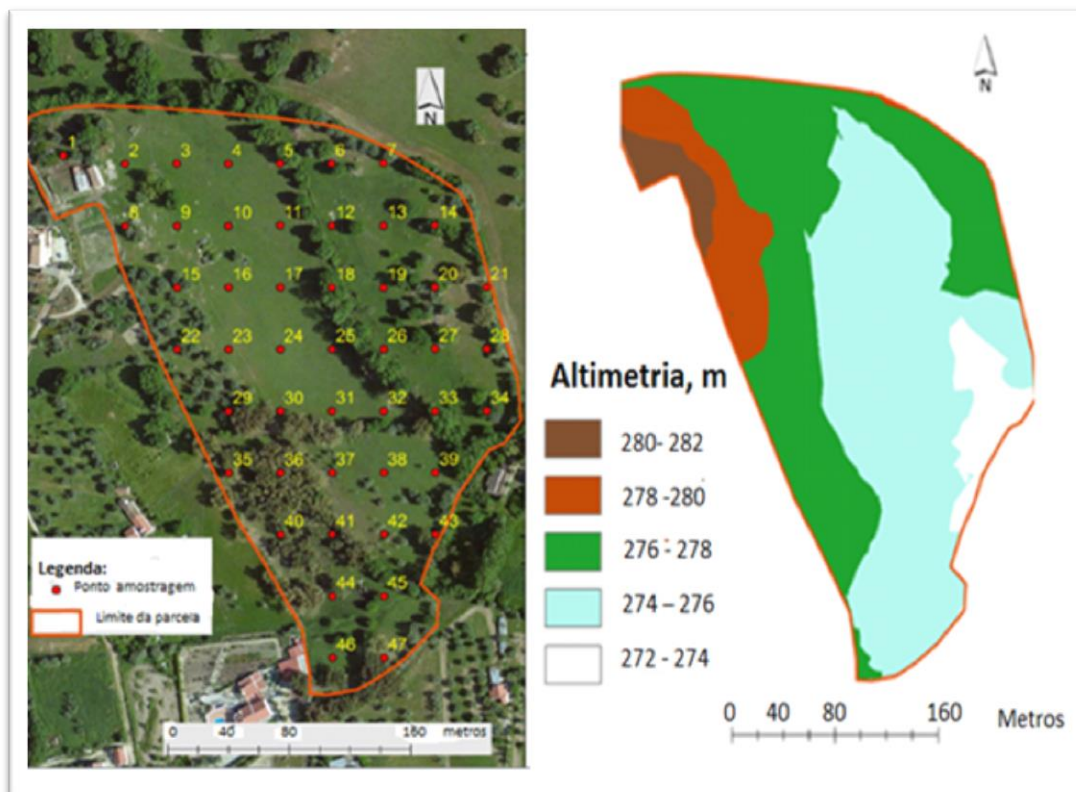 N
1
2 3 4 5 6 7
8 9 10 11 12 13 14
15 16 17 18 19 20 21
22 23 24 25 26 27 28
29 30 31 32 33 34
35 36 37 38 39
40 41 42 43
44 45
46 47
Legenda:
Ponto amostragem
Limite da parcela
0 40 80 160 metros
N
Altimetria, m
280- 282
278 -280
276 - 278
274 – 276
272 - 274
0 40 80 160 Metros